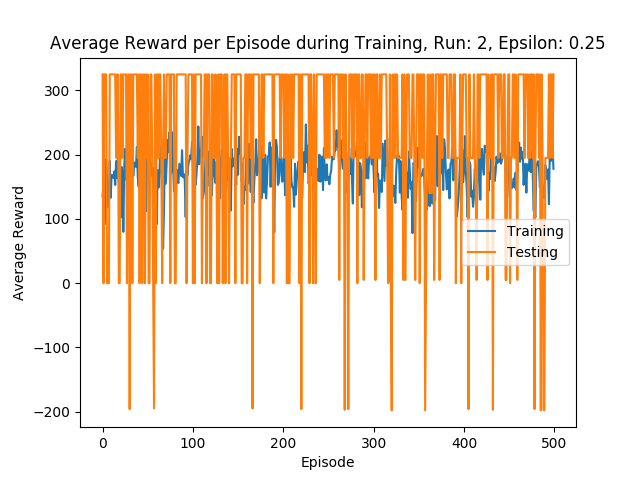 Average Reward per Episode during Training, Run: 2, Epsilon: 0.25
300
200
100
0
−100
−200
Average Reward
Training
Testing
0
100
200
300
400
500
Episode